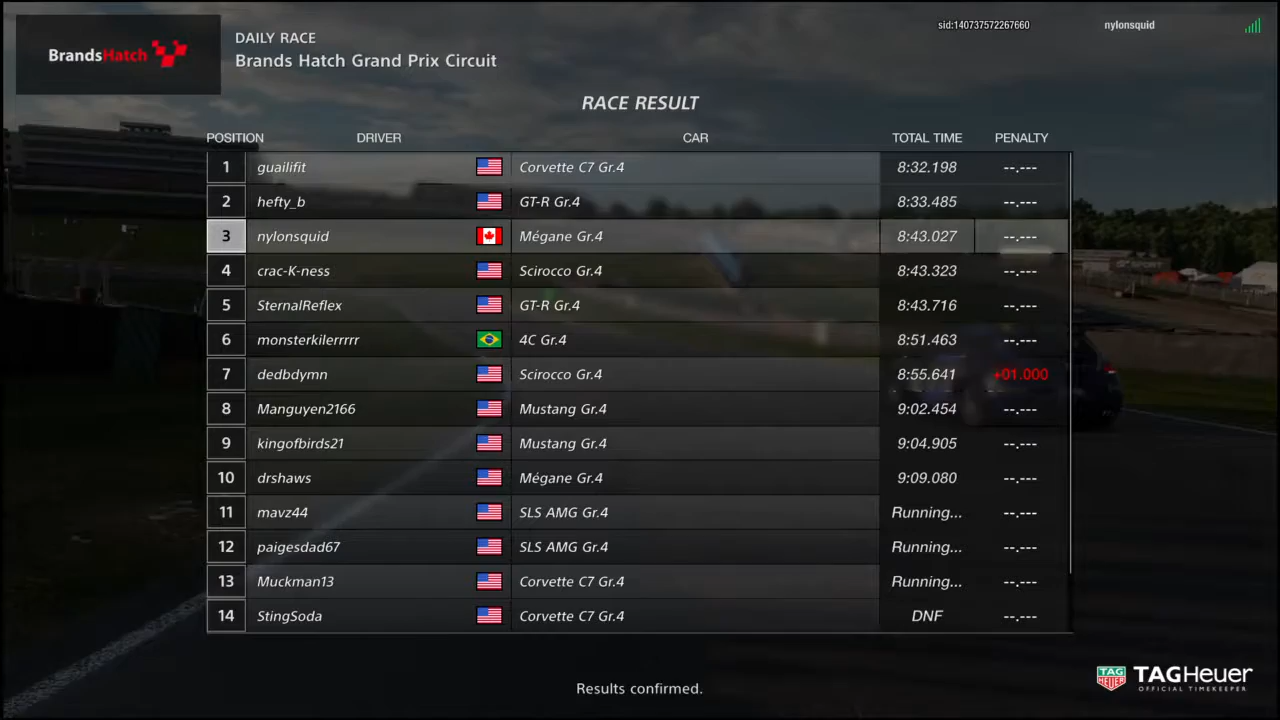 sid:140737572267660 nylonsquid
BrandsHatch
DAILY RACE
Brands Hatch Grand Prix Circuit
RACE RESULT
POSITION DRIVER CAR TOTAL TIME PENALTY
1 guailifit Corvette C7 Gr.4 8:32.198 --.---
2 hefty_b GT-R Gr.4 8:33.485 --.---
3 nylonsquid Mégane Gr.4 8:43.027 --.---
4 crac-K-ness Scirocco Gr.4 8:43.323 --.---
5 SternalReflex GT-R Gr.4 8:43.716 --.---
6 monsterkilerrrrr 4C Gr.4 8:51.463 --.---
7 dedbdymn Scirocco Gr.4 8:55.641 +01.000
8 Manguyen2166 Mustang Gr.4 9:02.454 --.---
9 kingofbirds21 Mustang Gr.4 9:04.905 --.---
10 drshaws Mégane Gr.4 9:09.080 --.---
11 mavz44 SLS AMG Gr.4 Running... --.---
12 paigesdad67 SLS AMG Gr.4 Running... --.---
13 Muckman13 Corvette C7 Gr.4 Running... --.---
14 StingSoda Corvette C7 Gr.4 DNF --.---
TAG HEUER TAGHeuer
OFFICIAL TIMEKEEPER
Results confirmed.